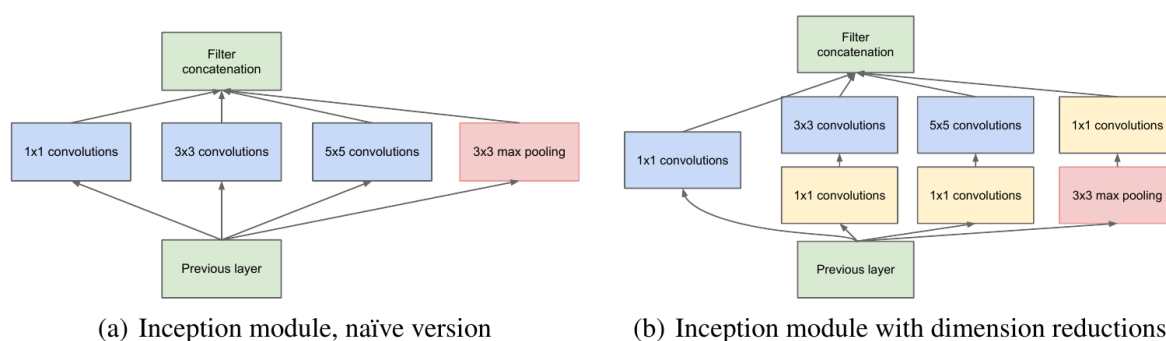 Filter
concatenation
1x1 convolutions
3x3 convolutions
5x5 convolutions
3x3 max pooling
Previous layer
(a) Inception module, naïve version
Filter
concatenation
3x3 convolutions
5x5 convolutions
1x1 convolutions
1x1 convolutions
1x1 convolutions
1x1 convolutions
3x3 max pooling
Previous layer
(b) Inception module with dimension reductions